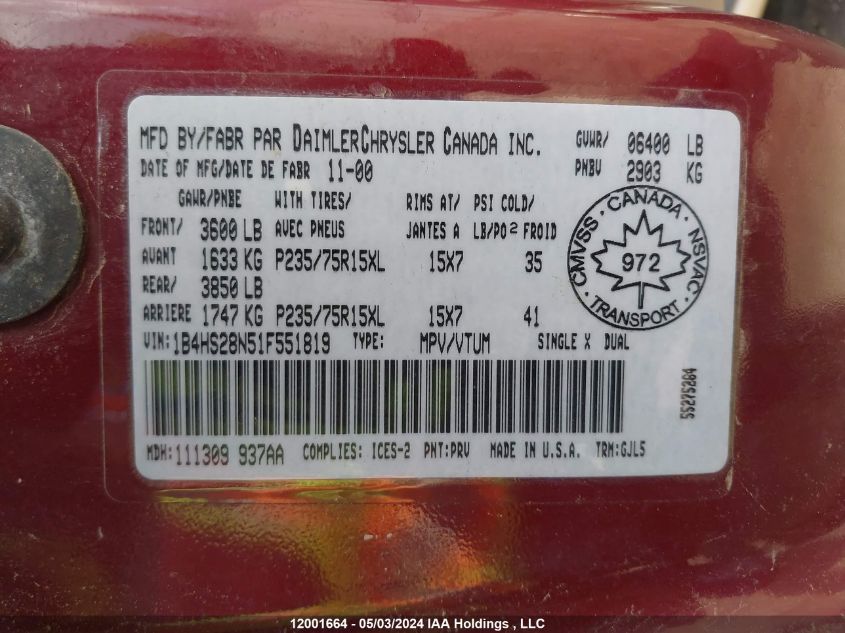 MFD BY/FABR PAR DAIMLERCHRYSLER CANADA INC. GVWR/ 06400 LB
DATE OF MFG/DATE DE FABR 11-00 PNBV 2903 KG
GAWR/PNBE WITH TIRES/ RIMS AT/ PSI COLD/
FRONT/ 3600 LB AVEC PNEUS JANTES A LB/PO2 FROID
AVANT 1633 KG P235/75R15XL 15X7 35
REAR/ 3850 LB
ARRIERE 1747 KG P235/75R15XL 15X7 41
CMVSS · CANADA · NSVAC
972
TRANSPORT
VIN: 1B4HS28N51F551819 TYPE: MPV/VTUM SINGLE X DUAL
55275284
MDH: 111309 937AA COMPLIES: ICES-2 PNT:PRV MADE IN U.S.A. TRM:GJL5
12001664 - 05/03/2024 IAA Holdings , LLC